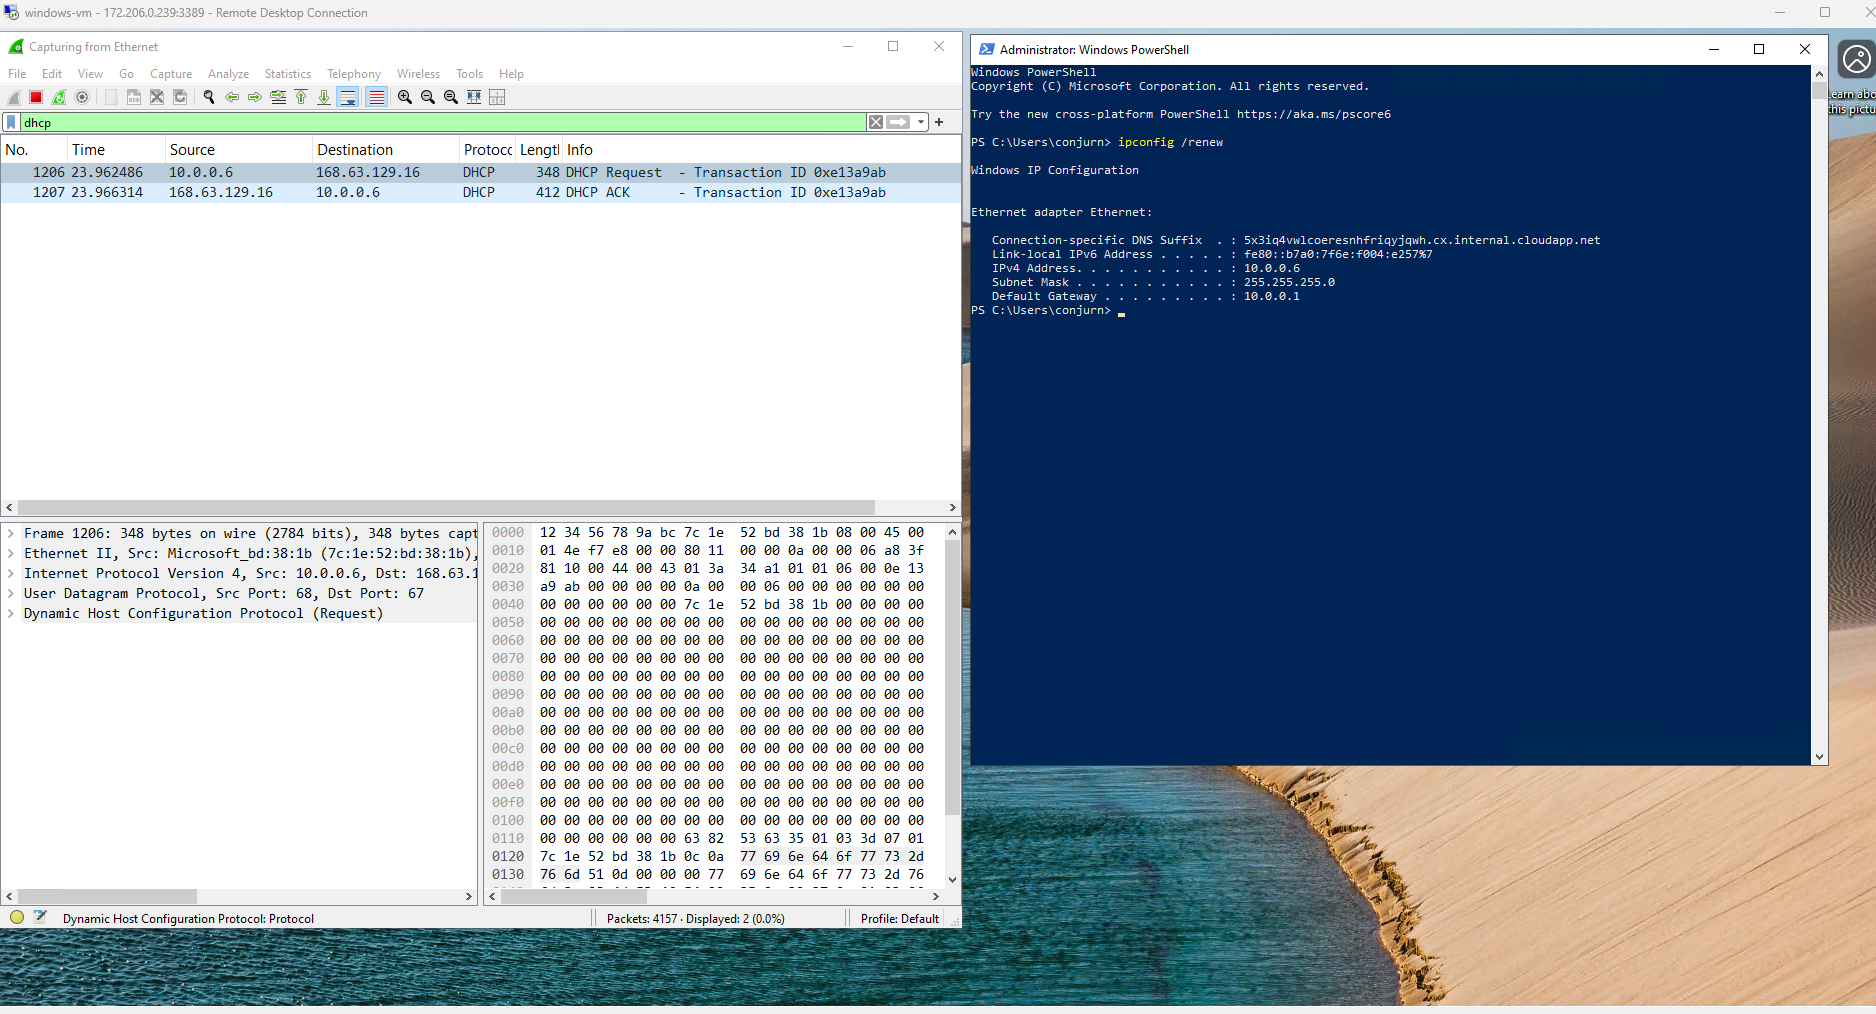 windows-vm - 172.206.0.239:3389 - Remote Desktop Connection
Capturing from Ethernet
File Edit View Go Capture Analyze Statistics Telephony Wireless Tools Help
dhcp
No. Time Source Destination Protocc Lengtl Info
1206 23.962486 10.0.0.6 168.63.129.16 DHCP 348 DHCP Request - Transaction ID 0xe13a9ab
1207 23.966314 168.63.129.16 10.0.0.6 DHCP 412 DHCP ACK - Transaction ID 0xe13a9ab
Frame 1206: 348 bytes on wire (2784 bits), 348 bytes capt
Ethernet II, Src: Microsoft_bd:38:1b (7c:1e:52:bd:38:1b),
Internet Protocol Version 4, Src: 10.0.0.6, Dst: 168.63.1
User Datagram Protocol, Src Port: 68, Dst Port: 67
Dynamic Host Configuration Protocol (Request)
0000 12 34 56 78 9a bc 7c 1e 52 bd 38 1b 08 00 45 00
0010 01 4e f7 e8 00 00 80 11 00 00 0a 00 00 06 a8 3f
0020 81 10 00 44 00 43 01 3a 34 a1 01 01 06 00 0e 13
0030 a9 ab 00 00 00 00 0a 00 00 06 00 00 00 00 00 00
0040 00 00 00 00 00 00 7c 1e 52 bd 38 1b 00 00 00 00
0050 00 00 00 00 00 00 00 00 00 00 00 00 00 00 00 00
0060 00 00 00 00 00 00 00 00 00 00 00 00 00 00 00 00
0070 00 00 00 00 00 00 00 00 00 00 00 00 00 00 00 00
0080 00 00 00 00 00 00 00 00 00 00 00 00 00 00 00 00
0090 00 00 00 00 00 00 00 00 00 00 00 00 00 00 00 00
00a0 00 00 00 00 00 00 00 00 00 00 00 00 00 00 00 00
00b0 00 00 00 00 00 00 00 00 00 00 00 00 00 00 00 00
00c0 00 00 00 00 00 00 00 00 00 00 00 00 00 00 00 00
00d0 00 00 00 00 00 00 00 00 00 00 00 00 00 00 00 00
00e0 00 00 00 00 00 00 00 00 00 00 00 00 00 00 00 00
00f0 00 00 00 00 00 00 00 00 00 00 00 00 00 00 00 00
0100 00 00 00 00 00 00 00 00 00 00 00 00 00 00 00 00
0110 00 00 00 00 00 00 63 82 53 63 35 01 03 3d 07 01
0120 7c 1e 52 bd 38 1b 0c 0a 77 69 6e 64 6f 77 73 2d
0130 76 6d 51 0d 00 00 00 77 69 6e 64 6f 77 73 2d 76
Dynamic Host Configuration Protocol: Protocol
Packets: 4157 · Displayed: 2 (0.0%)
Profile: Default
Administrator: Windows PowerShell
Windows PowerShell
Copyright (C) Microsoft Corporation. All rights reserved.
Try the new cross-platform PowerShell https://aka.ms/pscore6
PS C:\Users\conjurn> ipconfig /renew
Windows IP Configuration
Ethernet adapter Ethernet:
Connection-specific DNS Suffix . : 5x3iq4vwlcoeresnhfriqyjqwh.cx.internal.cloudapp.net
Link-local IPv6 Address . . . . . : fe80::b7a0:7f6e:f004:e257%7
IPv4 Address. . . . . . . . . . . : 10.0.0.6
Subnet Mask . . . . . . . . . . . : 255.255.255.0
Default Gateway . . . . . . . . . : 10.0.0.1
PS C:\Users\conjurn>
earn abo
this pictu